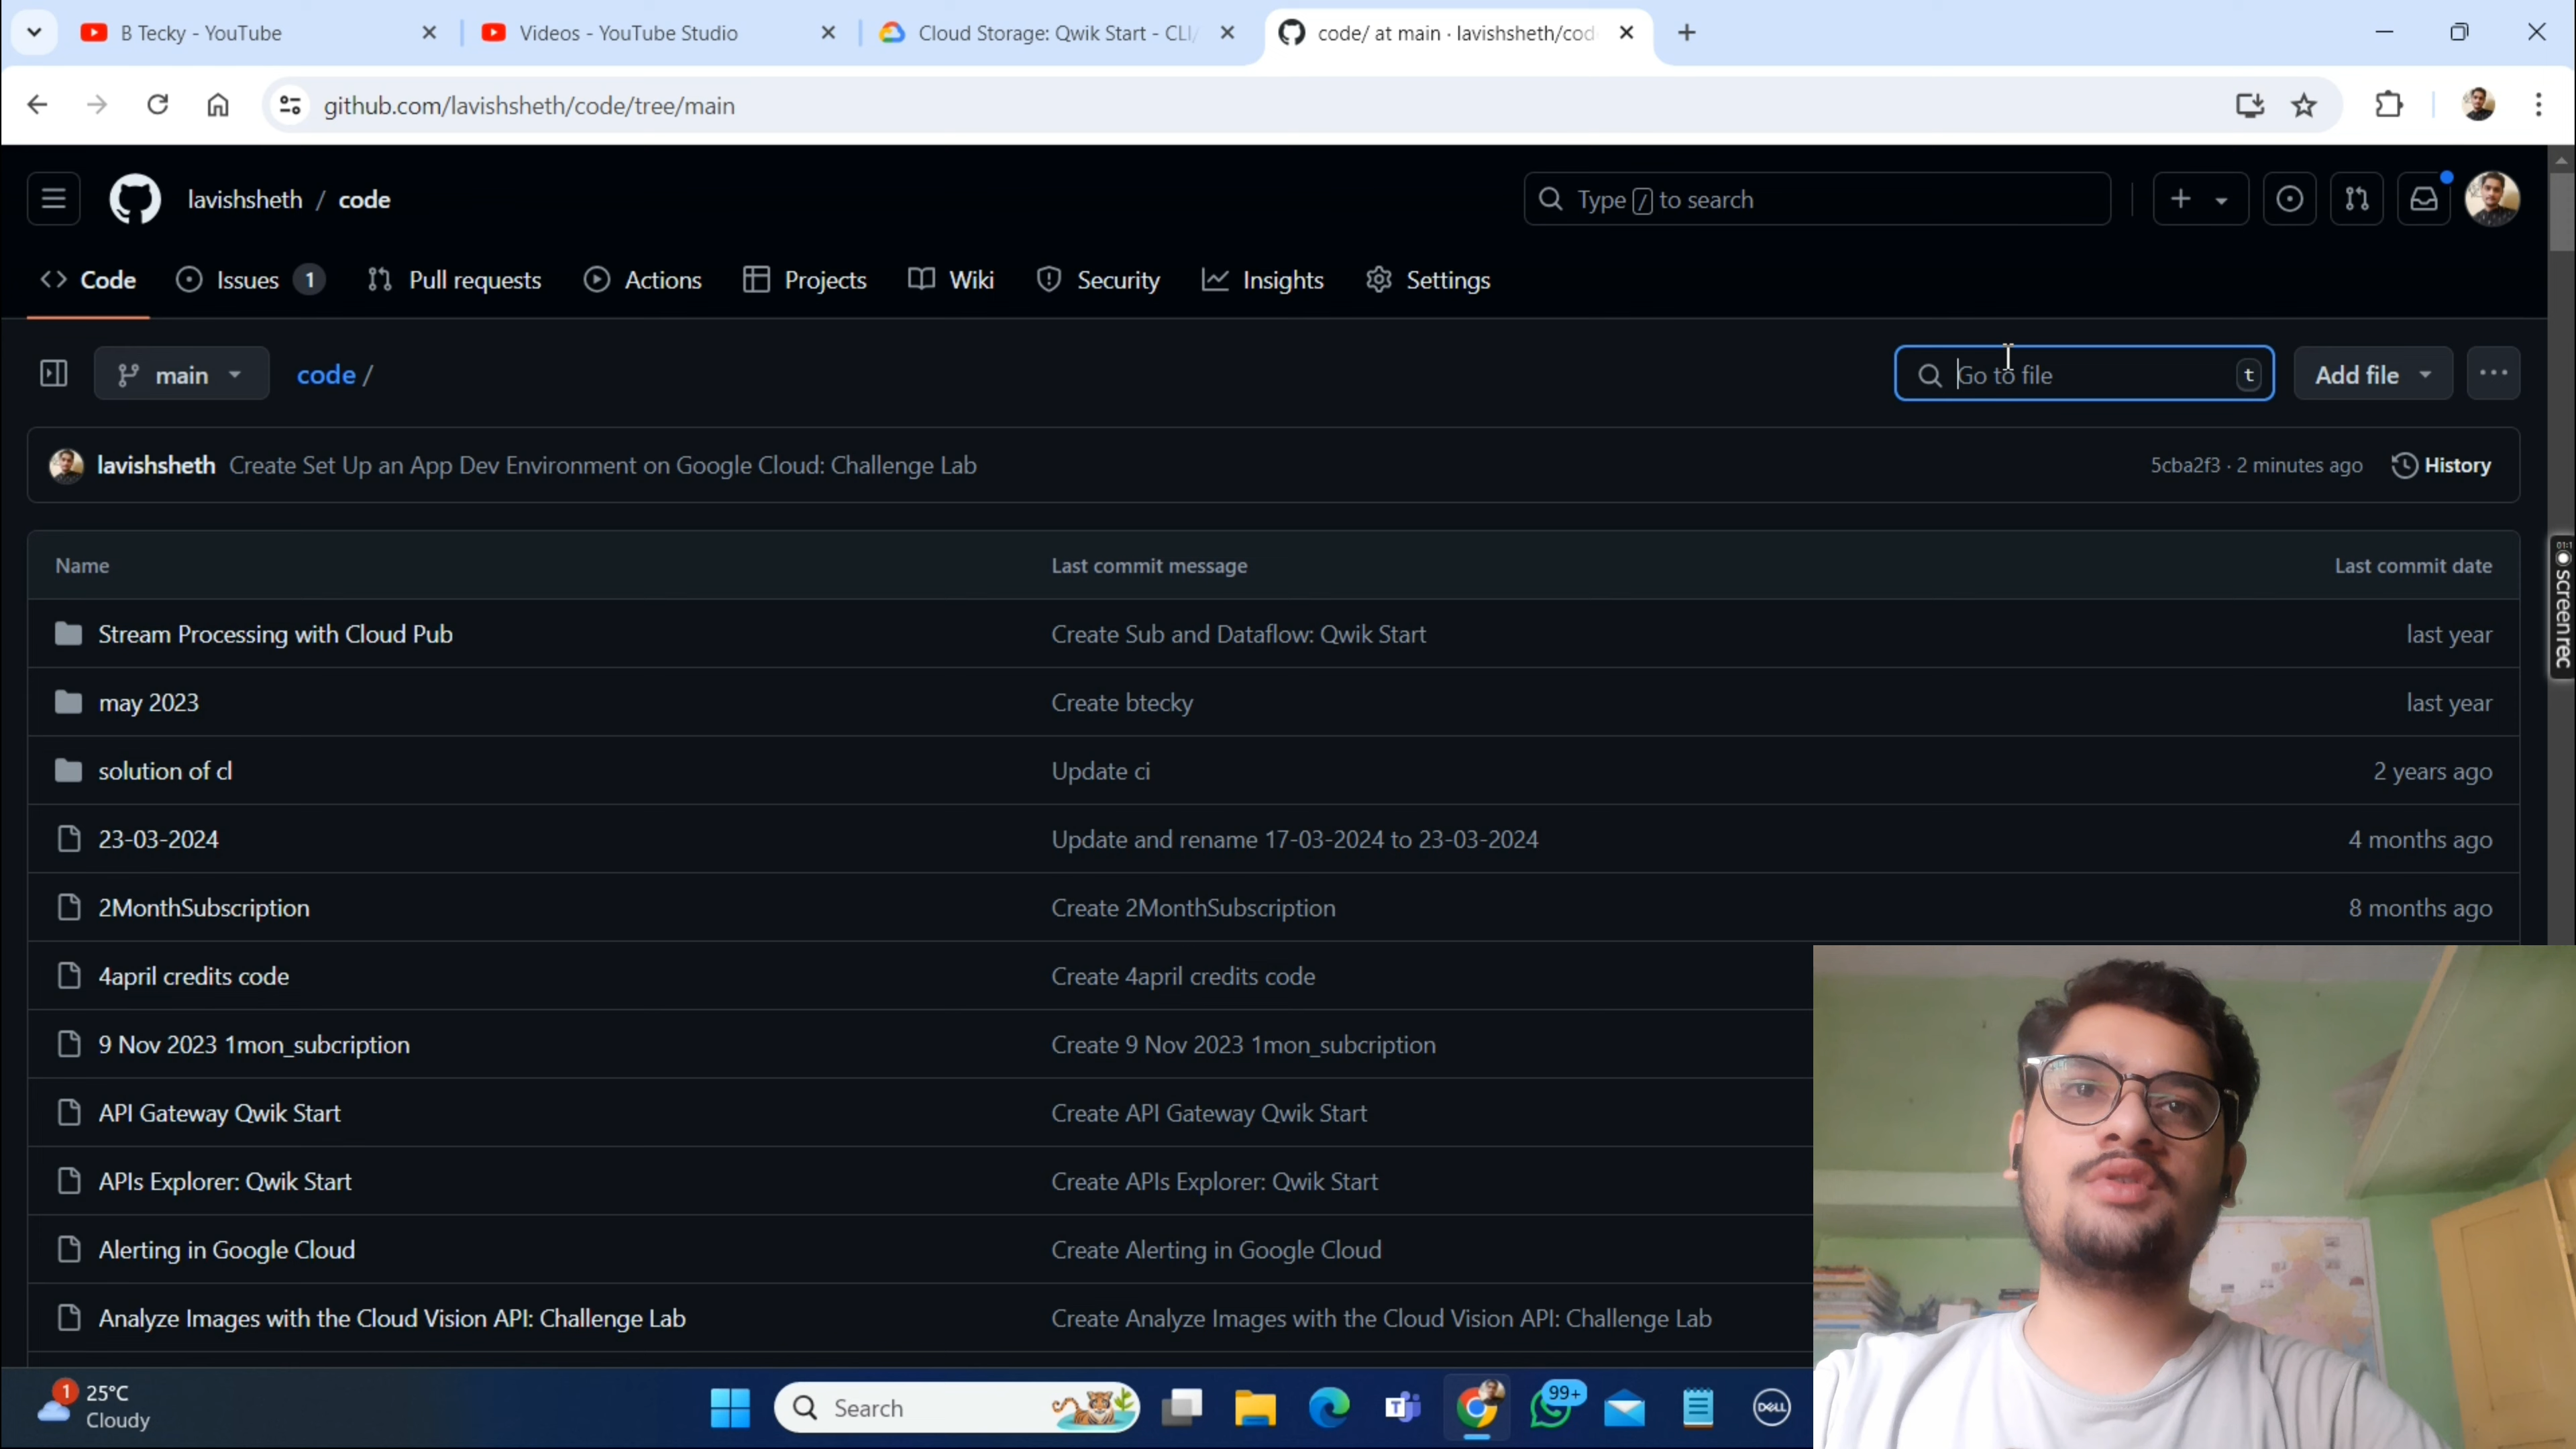 B Tecky - YouTube
Videos - YouTube Studio
Cloud Storage: Qwik Start - CLI/
code/ at main · lavishsheth/cod
github.com/lavishsheth/code/tree/main
lavishsheth / code
Type / to search
Code
Issues 1
Pull requests
Actions
Projects
Wiki
Security
Insights
Settings
main
code /
Go to file
t
Add file
lavishsheth Create Set Up an App Dev Environment on Google Cloud: Challenge Lab
5cba2f3 · 2 minutes ago
History
Name Last commit message Last commit date
Stream Processing with Cloud Pub Create Sub and Dataflow: Qwik Start last year
may 2023 Create btecky last year
solution of cl Update ci 2 years ago
23-03-2024 Update and rename 17-03-2024 to 23-03-2024 4 months ago
2MonthSubscription Create 2MonthSubscription 8 months ago
4april credits code Create 4april credits code
9 Nov 2023 1mon_subcription Create 9 Nov 2023 1mon_subcription
API Gateway Qwik Start Create API Gateway Qwik Start
APIs Explorer: Qwik Start Create APIs Explorer: Qwik Start
Alerting in Google Cloud Create Alerting in Google Cloud
Analyze Images with the Cloud Vision API: Challenge Lab Create Analyze Images with the Cloud Vision API: Challenge Lab
screenrec
1
25°C
Cloudy
Search
99+
DELL